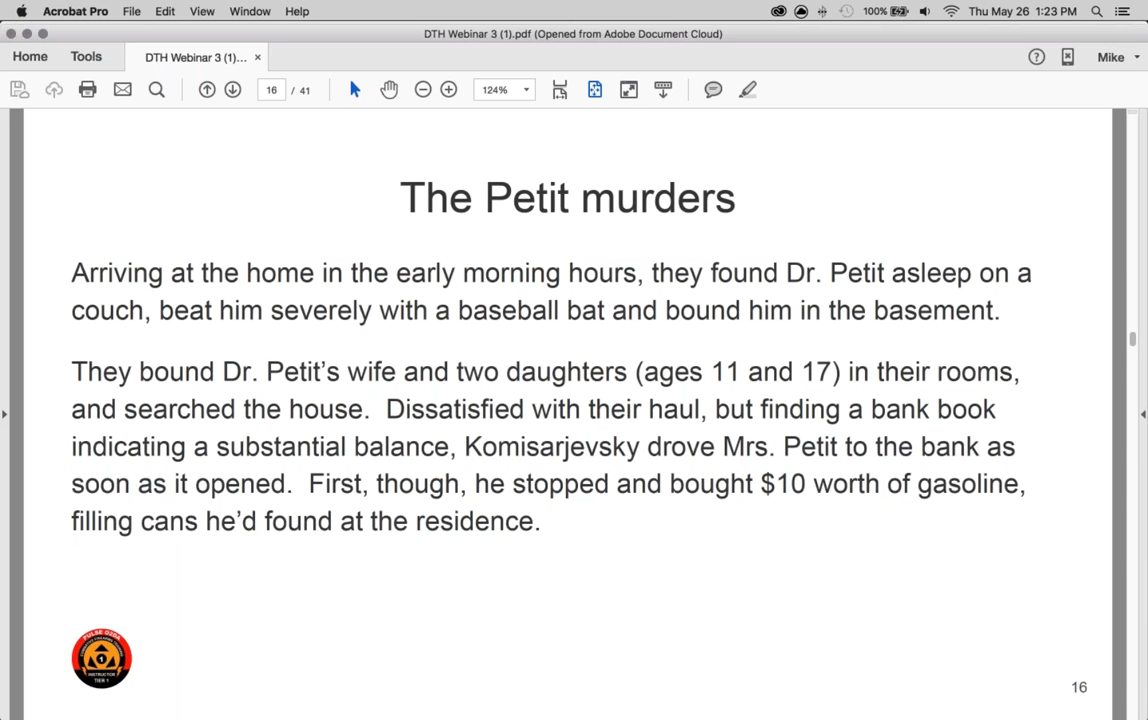 Acrobat Pro File Edit View Window Help 100% Thu May 26 1:23 PM
DTH Webinar 3 (1).pdf (Opened from Adobe Document Cloud)
Home Tools DTH Webinar 3 (1)... × Mike
16 / 41 124%
The Petit murders
Arriving at the home in the early morning hours, they found Dr. Petit asleep on a
couch, beat him severely with a baseball bat and bound him in the basement.
They bound Dr. Petit’s wife and two daughters (ages 11 and 17) in their rooms,
and searched the house. Dissatisfied with their haul, but finding a bank book
indicating a substantial balance, Komisarjevsky drove Mrs. Petit to the bank as
soon as it opened. First, though, he stopped and bought $10 worth of gasoline,
filling cans he’d found at the residence.
INSTRUCTOR
TIER 1
16